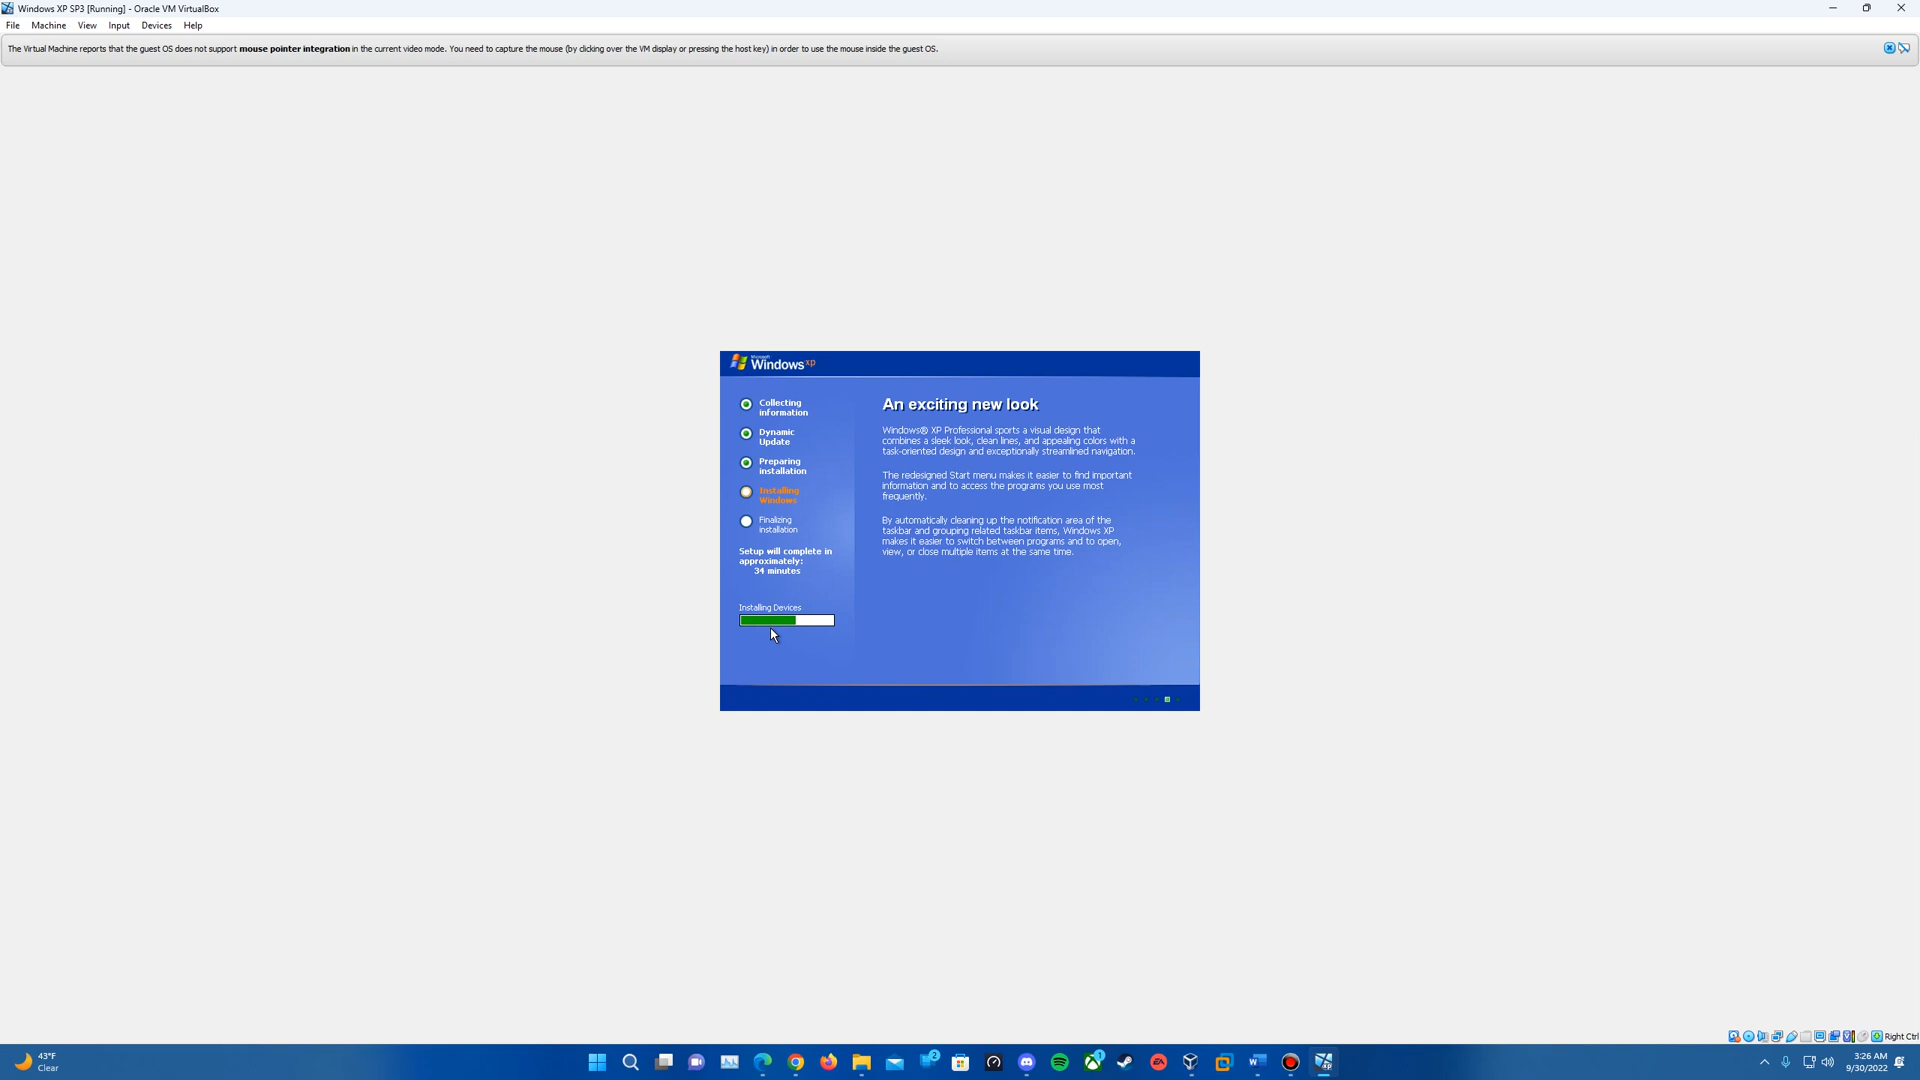 Windows XP SP3 [Running] - Oracle VM VirtualBox
File Machine View Input Devices Help
The Virtual Machine reports that the guest OS does not support mouse pointer integration in the current video mode. You need to capture the mouse (by clicking over the VM display or pressing the host key) in order to use the mouse inside the guest OS.
Microsoft
Windows xp
Collecting
information
Dynamic
Update
Preparing
installation
Installing
Windows
Finalizing
installation
Setup will complete in
approximately:
34 minutes
Installing Devices
An exciting new look
Windows® XP Professional sports a visual design that
combines a sleek look, clean lines, and appealing colors with a
task-oriented design and exceptionally streamlined navigation.
The redesigned Start menu makes it easier to find important
information and to access the programs you use most
frequently.
By automatically cleaning up the notification area of the
taskbar and grouping related taskbar items, Windows XP
makes it easier to switch between programs and to open,
view, or close multiple items at the same time.
Right Ctrl
43°F
Clear
2
1
EA
XP
3:26 AM
9/30/2022